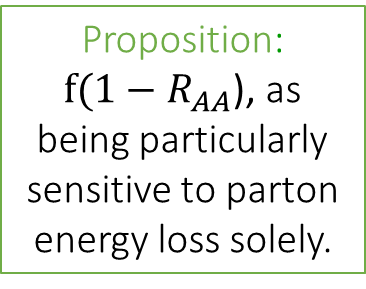 Proposition:
f(1 − R_AA), as
being particularly
sensitive to parton
energy loss solely.